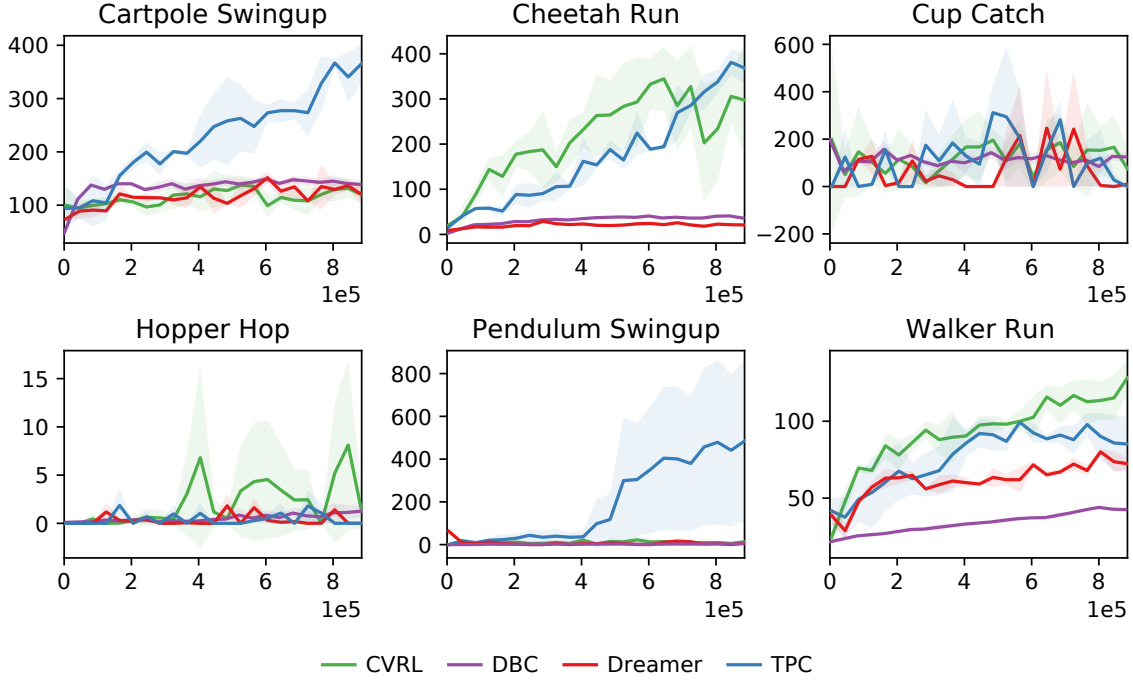 Cartpole Swingup
400
300
200
100
0 2 4 6 8
1e5
Cheetah Run
400
300
200
100
0
0 2 4 6 8
1e5
Cup Catch
600
400
200
0
−200
0 2 4 6 8
1e5
Hopper Hop
15
10
5
0
0 2 4 6 8
1e5
Pendulum Swingup
800
600
400
200
0
0 2 4 6 8
1e5
Walker Run
100
50
0 2 4 6 8
1e5
CVRL DBC Dreamer TPC